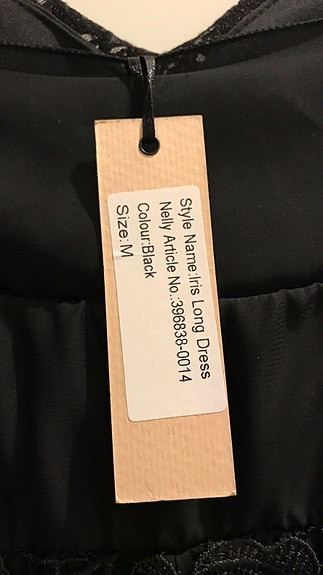 Style Name:Iris Long Dress
Nelly Article No.:396838-0014
Colour:Black
Size:M